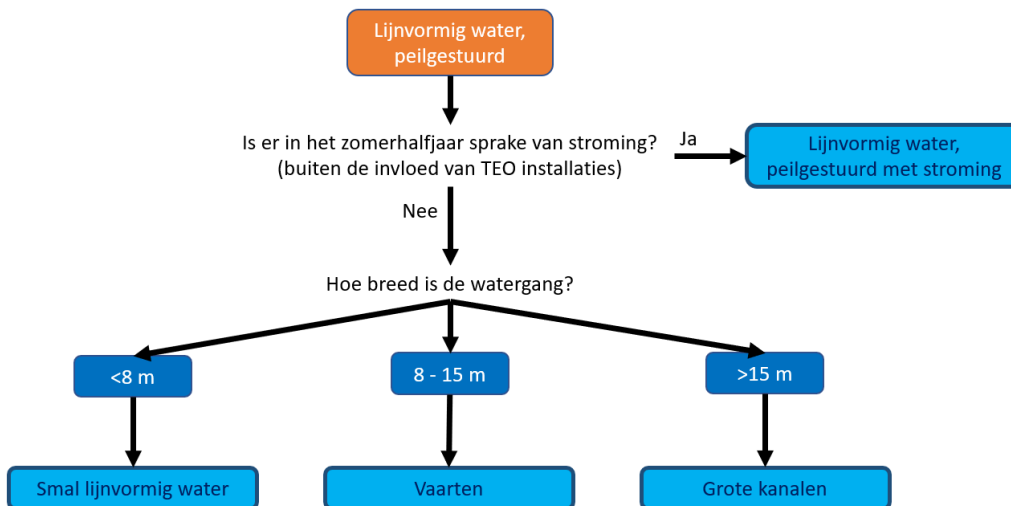 Lijnvormig water,
peilgestuurd
Is er in het zomerhalfjaar sprake van stroming?
(buiten de invloed van TEO installaties)
Ja
Lijnvormig water,
peilgestuurd met stroming
Nee
Hoe breed is de watergang?
<8 m
8 - 15 m
>15 m
Smal lijnvormig water
Vaarten
Grote kanalen